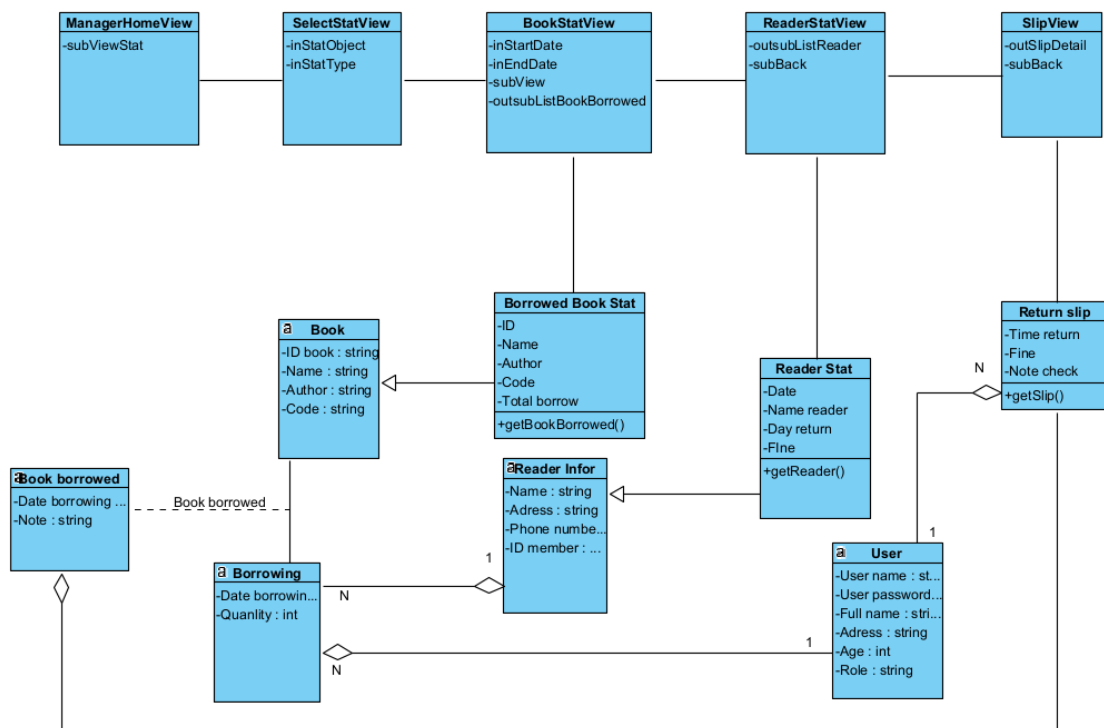 ManagerHomeView
-subViewStat
SelectStatView
-inStatObject
-inStatType
BookStatView
-inStartDate
-inEndDate
-subView
-outsubListBookBorrowed
ReaderStatView
-outsubListReader
-subBack
SlipView
-outSlipDetail
-subBack
Borrowed Book Stat
-ID
-Name
-Author
-Code
-Total borrow
+getBookBorrowed()
Return slip
-Time return
-Fine
-Note check
+getSlip()
a
Book
-ID book : string
-Name : string
-Author : string
-Code : string
Reader Stat
-Date
-Name reader
-Day return
-FIne
+getReader()
N
a
Book borrowed
-Date borrowing ...
-Note : string
Book borrowed
a
Reader Infor
-Name : string
-Adress : string
-Phone numbe...
-ID member : ...
1
N
1
a
User
-User name : st...
-User password...
-Full name : stri...
-Adress : string
-Age : int
-Role : string
a
Borrowing
-Date borrowin...
-Quanlity : int
1
N